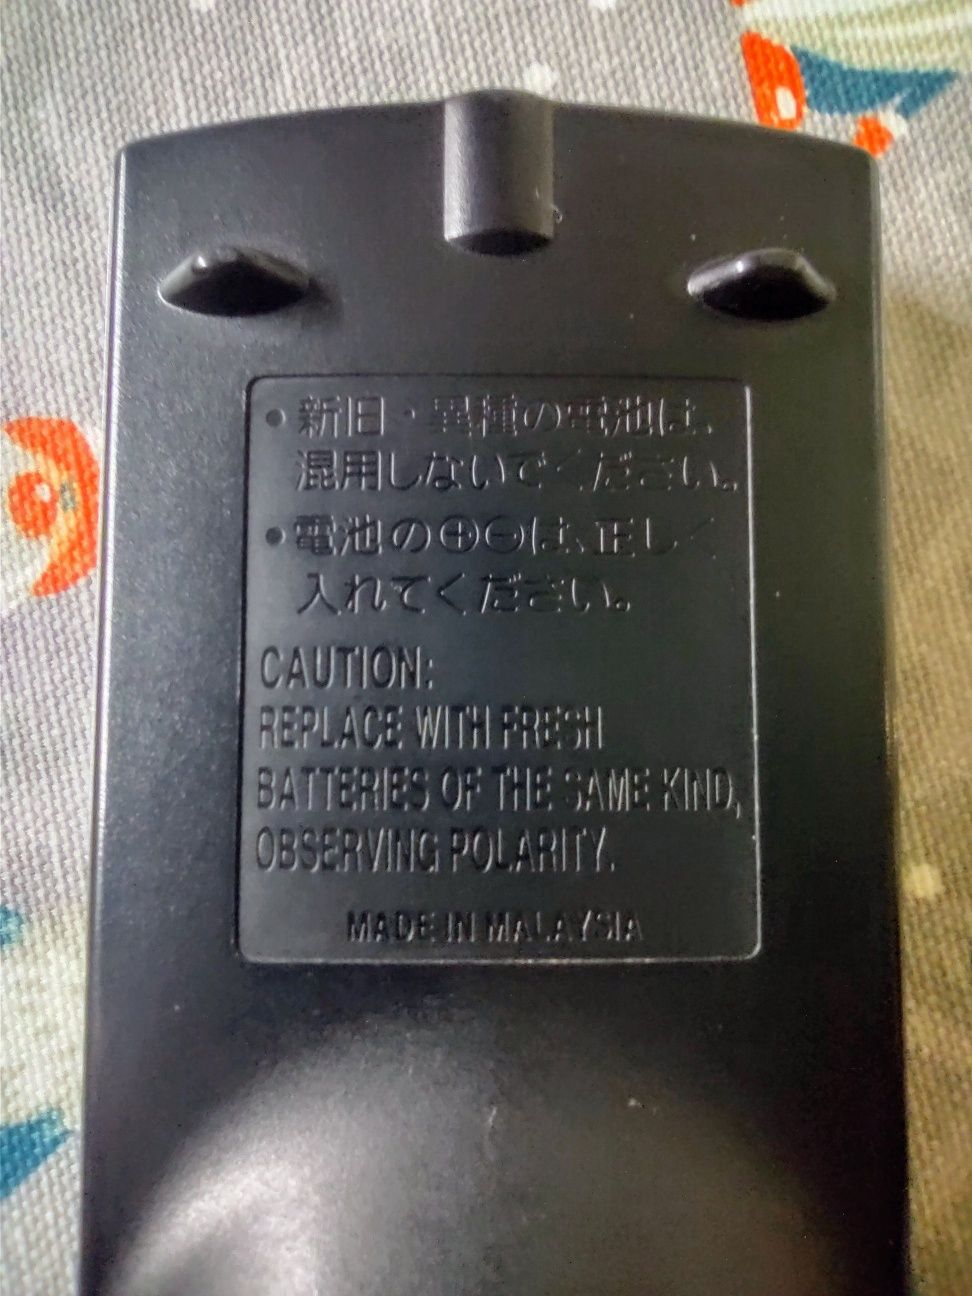 • 新旧・異種の電池は、
混用しないでください。
• 電池の⊕⊖は、正しく
入れてください。
CAUTION:
REPLACE WITH FRESH
BATTERIES OF THE SAME KIND,
OBSERVING POLARITY.
MADE IN MALAYSIA